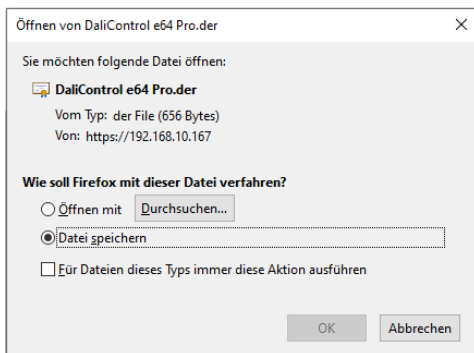 Öffnen von DaliControl e64 Pro.der
Sie möchten folgende Datei öffnen:
DaliControl e64 Pro.der
Vom Typ: der File (656 Bytes)
Von: https://192.168.10.167
Wie soll Firefox mit dieser Datei verfahren?
Öffnen mit Durchsuchen...
Datei speichern
Für Dateien dieses Typs immer diese Aktion ausführen
OK Abbrechen